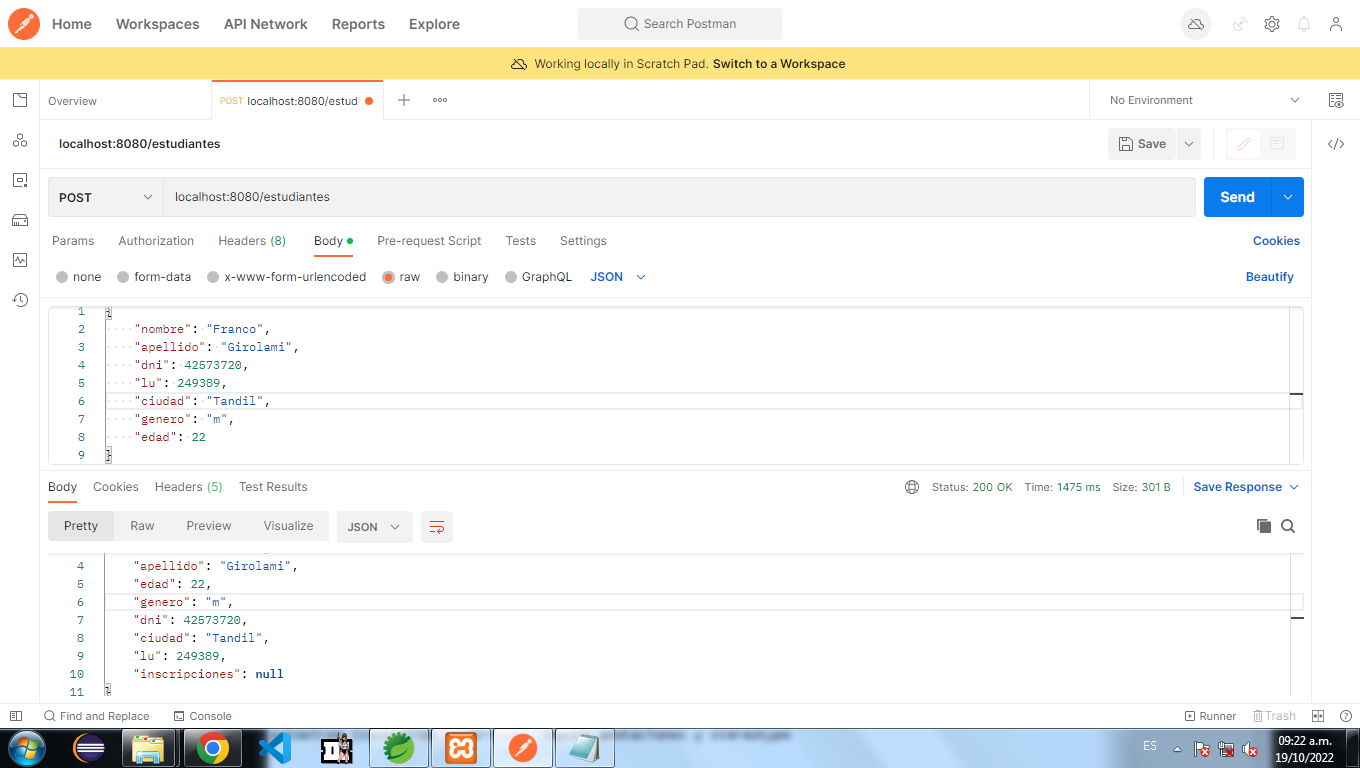 Home Workspaces API Network Reports Explore Search Postman
Working locally in Scratch Pad. Switch to a Workspace
Overview POST localhost:8080/estudi No Environment
localhost:8080/estudiantes Save
POST localhost:8080/estudiantes Send
Params Authorization Headers (8) Body Pre-request Script Tests Settings Cookies
none form-data x-www-form-urlencoded raw binary GraphQL JSON Beautify
1 {
2 "nombre": "Franco",
3 "apellido": "Girolami",
4 "dni": 42573720,
5 "lu": 249389,
6 "ciudad": "Tandil",
7 "genero": "m",
8 "edad": 22
9 }
Body Cookies Headers (5) Test Results Status: 200 OK Time: 1475 ms Size: 301 B Save Response
Pretty Raw Preview Visualize JSON
4 "apellido": "Girolami",
5 "edad": 22,
6 "genero": "m",
7 "dni": 42573720,
8 "ciudad": "Tandil",
9 "lu": 249389,
10 "inscripciones": null
11 }
Find and Replace Console Runner Trash
y stereotype
ES 09:22 a.m.
19/10/2022